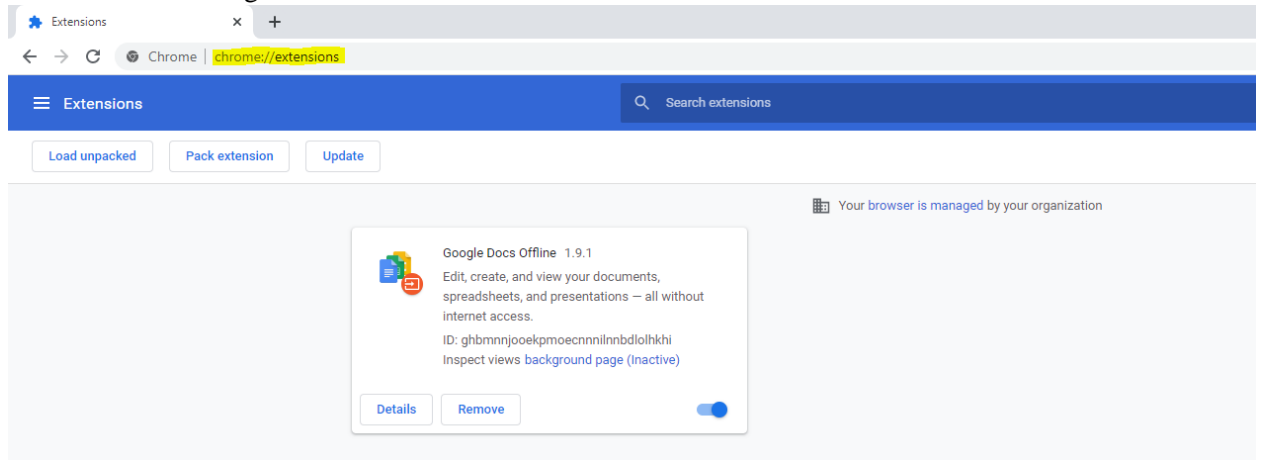 Extensions
Chrome | chrome://extensions
Extensions
Search extensions
Load unpacked
Pack extension
Update
Your browser is managed by your organization
Google Docs Offline 1.9.1
Edit, create, and view your documents,
spreadsheets, and presentations — all without
internet access.
ID: ghbmnnjooekpmoecnnnilnnbdlolhkhi
Inspect views background page (Inactive)
Details
Remove